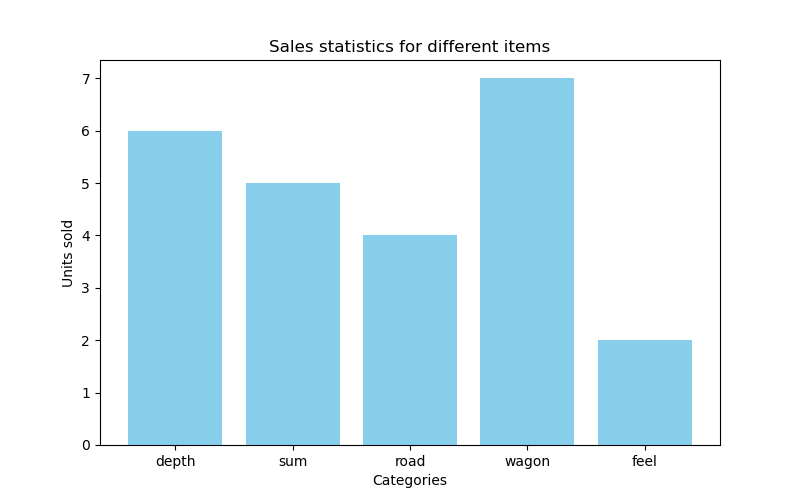 Sales statistics for different items
Units sold
7
6
5
4
3
2
1
0
depth sum road wagon feel
Categories